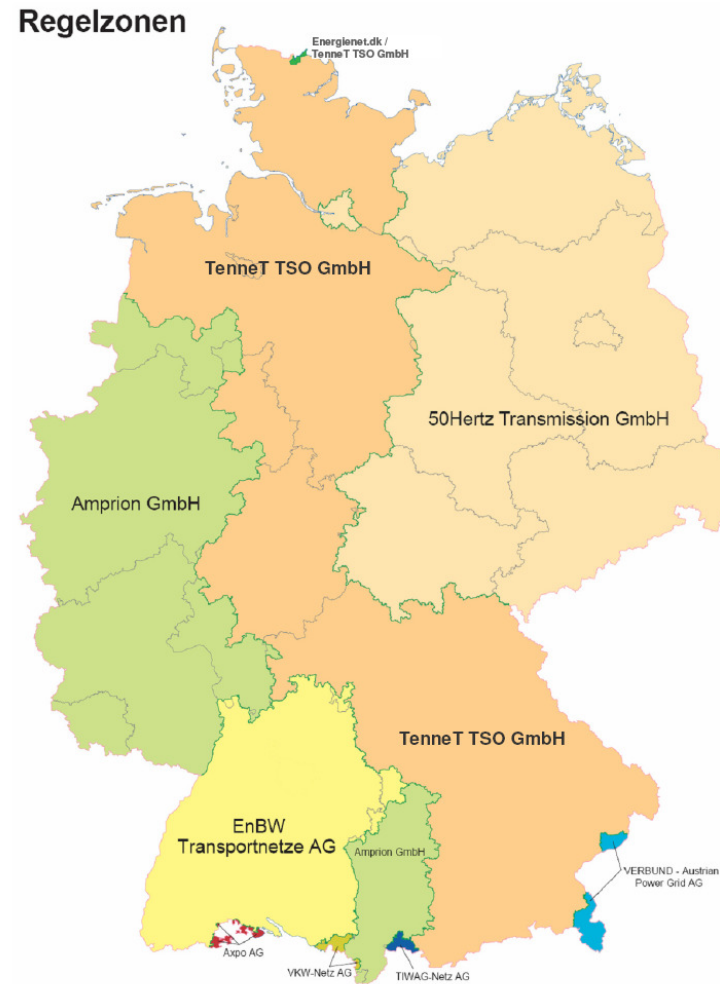 Regelzonen
Energienet.dk /
TenneT TSO GmbH
TenneT TSO GmbH
50Hertz Transmission GmbH
Amprion GmbH
TenneT TSO GmbH
EnBW
Transportnetze AG
Amprion GmbH
VERBUND - Austrian
Power Grid AG
Axpo AG
VKW-Netz AG
TIWAG-Netz AG